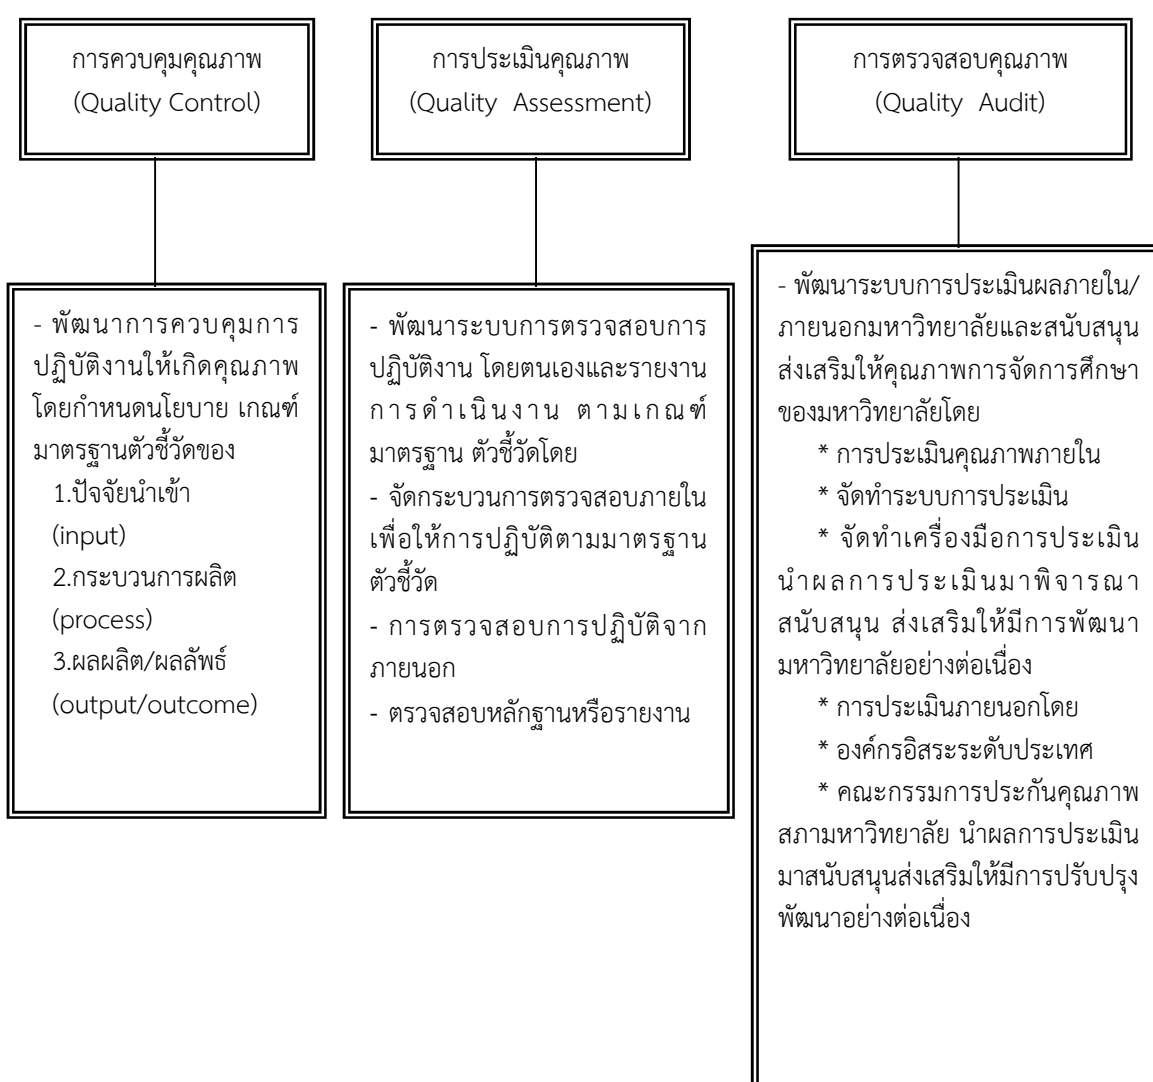 การควบคุมคุณภาพ
(Quality Control)
การประเมินคุณภาพ
(Quality Assessment)
การตรวจสอบคุณภาพ
(Quality Audit)
- พัฒนาการควบคุมการ
ปฏิบัติงานให้เกิดคุณภาพ
โดยกำหนดนโยบาย เกณฑ์
มาตรฐานตัวชี้วัดของ
1.ปัจจัยนำเข้า
(input)
2.กระบวนการผลิต
(process)
3.ผลผลิต/ผลลัพธ์
(output/outcome)
- พัฒนาระบบการตรวจสอบการ
ปฏิบัติงาน โดยตนเองและรายงาน
การดำเนินงาน ตามเกณฑ์
มาตรฐาน ตัวชี้วัดโดย
- จัดกระบวนการตรวจสอบภายใน
เพื่อให้การปฏิบัติตามมาตรฐาน
ตัวชี้วัด
- การตรวจสอบการปฏิบัติจาก
ภายนอก
- ตรวจสอบหลักฐานหรือรายงาน
- พัฒนาระบบการประเมินผลภายใน/
ภายนอกมหาวิทยาลัยและสนับสนุน
ส่งเสริมให้คุณภาพการจัดการศึกษา
ของมหาวิทยาลัยโดย
* การประเมินคุณภาพภายใน
* จัดทำระบบการประเมิน
* จัดทำเครื่องมือการประเมิน
นำผลการประเมินมาพิจารณา
สนับสนุน ส่งเสริมให้มีการพัฒนา
มหาวิทยาลัยอย่างต่อเนื่อง
* การประเมินภายนอกโดย
* องค์กรอิสระระดับประเทศ
* คณะกรรมการประกันคุณภาพ
สภามหาวิทยาลัย นำผลการประเมิน
มาสนับสนุนส่งเสริมให้มีการปรับปรุง
พัฒนาอย่างต่อเนื่อง